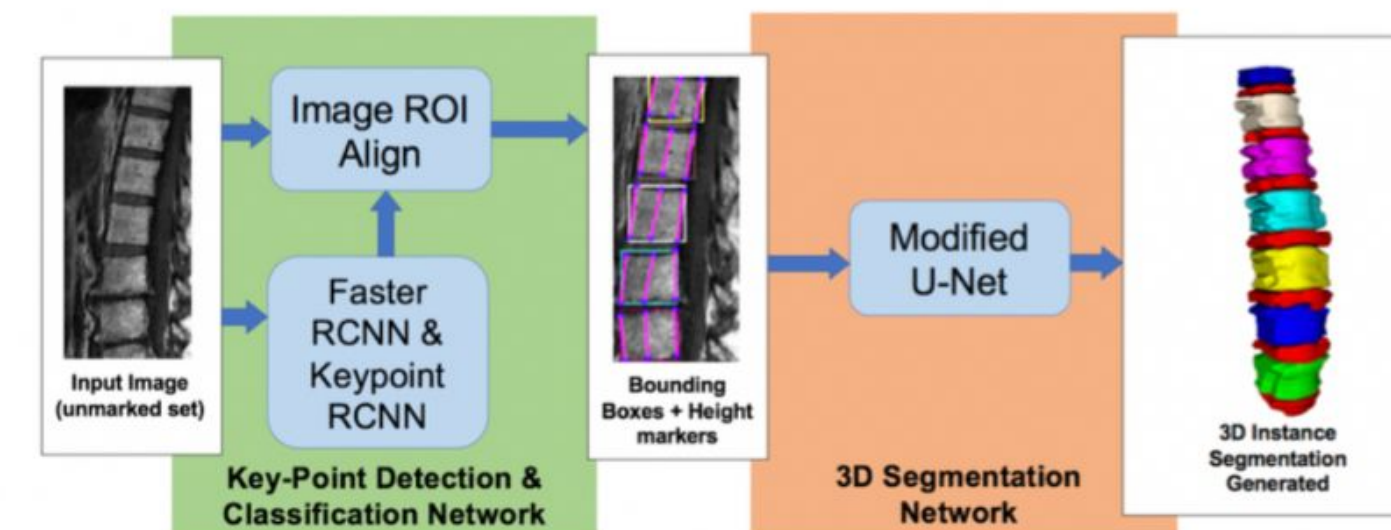 Input Image
(unmarked set)
Image ROI
Align
Faster
RCNN &
Keypoint
RCNN
Key-Point Detection &
Classification Network
Bounding
Boxes + Height
markers
Modified
U-Net
3D Segmentation
Network
3D Instance
Segmentation
Generated